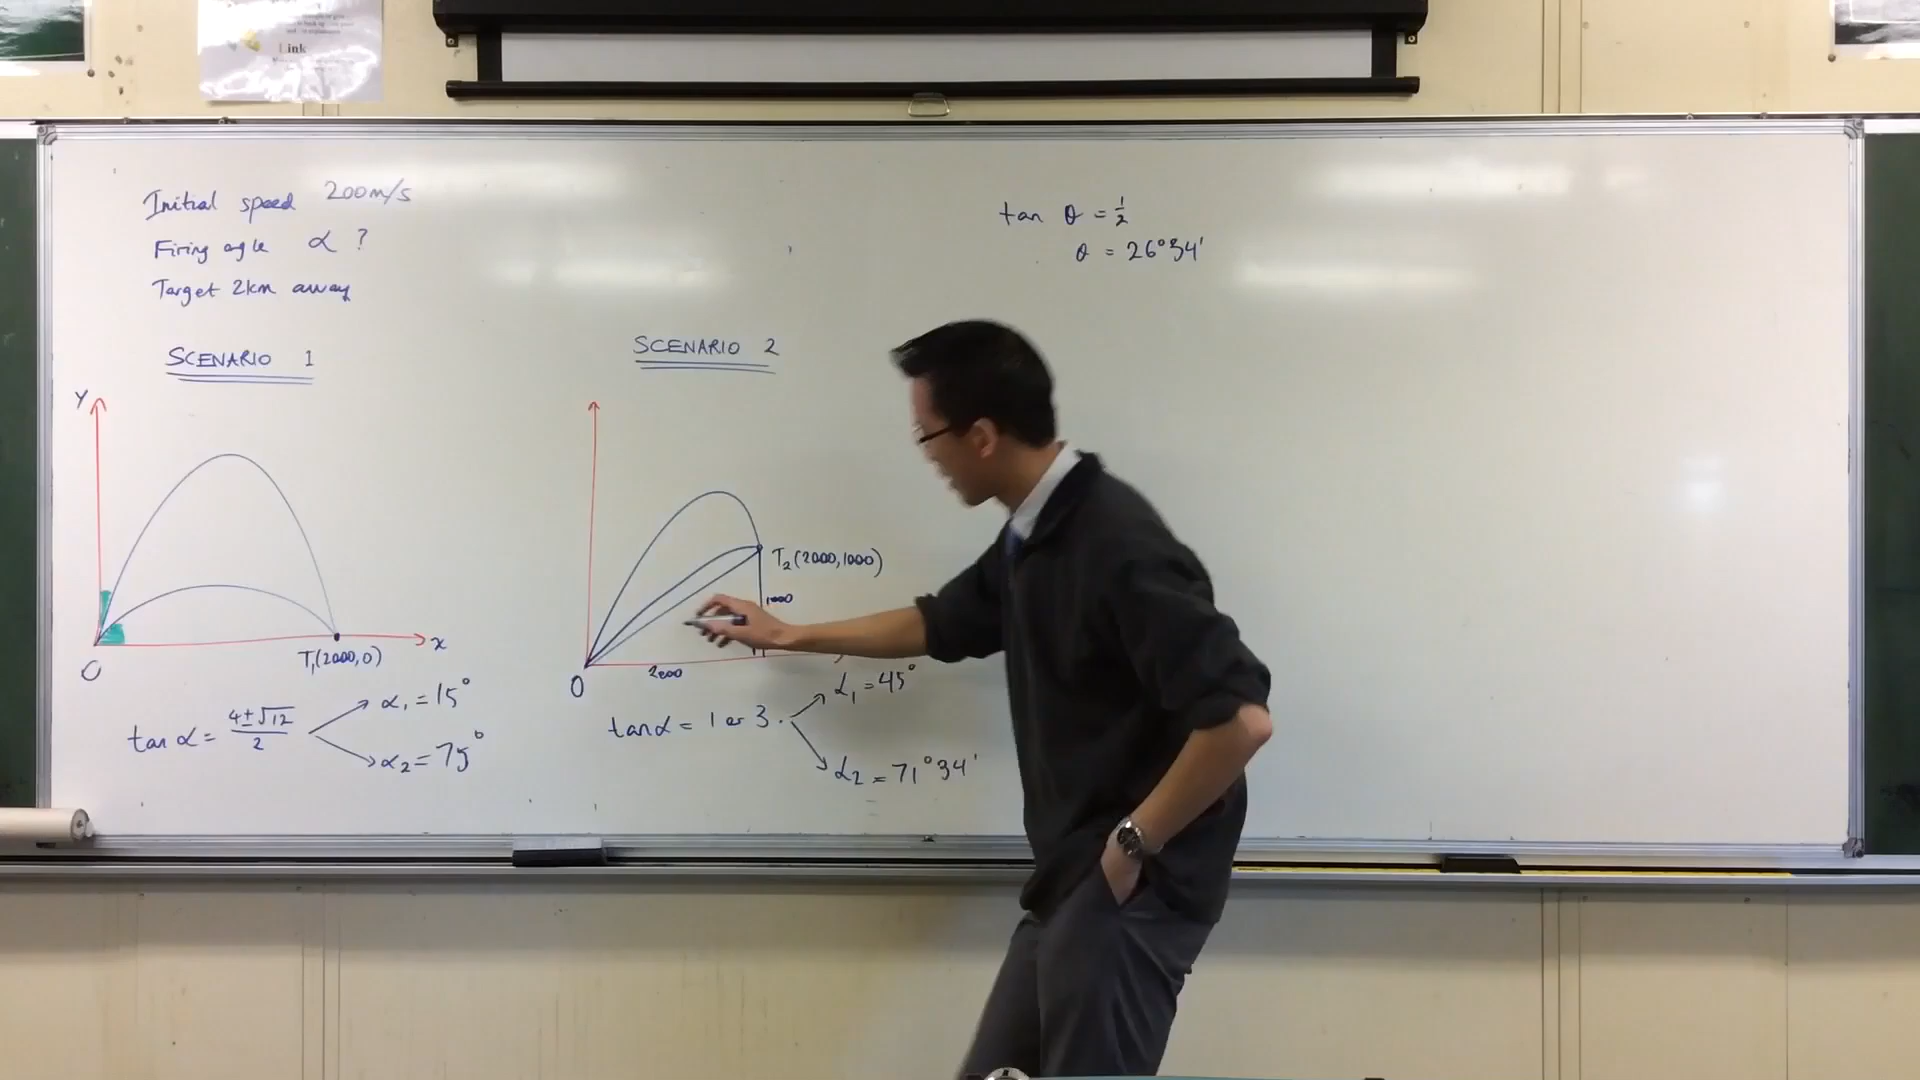 Link
Initial speed 200m/s
Firing agle α ?
Target 2km away
SCENARIO 1
Y
x
O
T₁(2000,0)
tan α = (4±√12)/2
α₁ = 15°
α₂ = 75°
SCENARIO 2
T₂(2000,1000)
1000
2000
O
tanα = 1 or 3.
α₁ = 45°
α₂ = 71°34'
tan θ = ½
θ = 26°34'